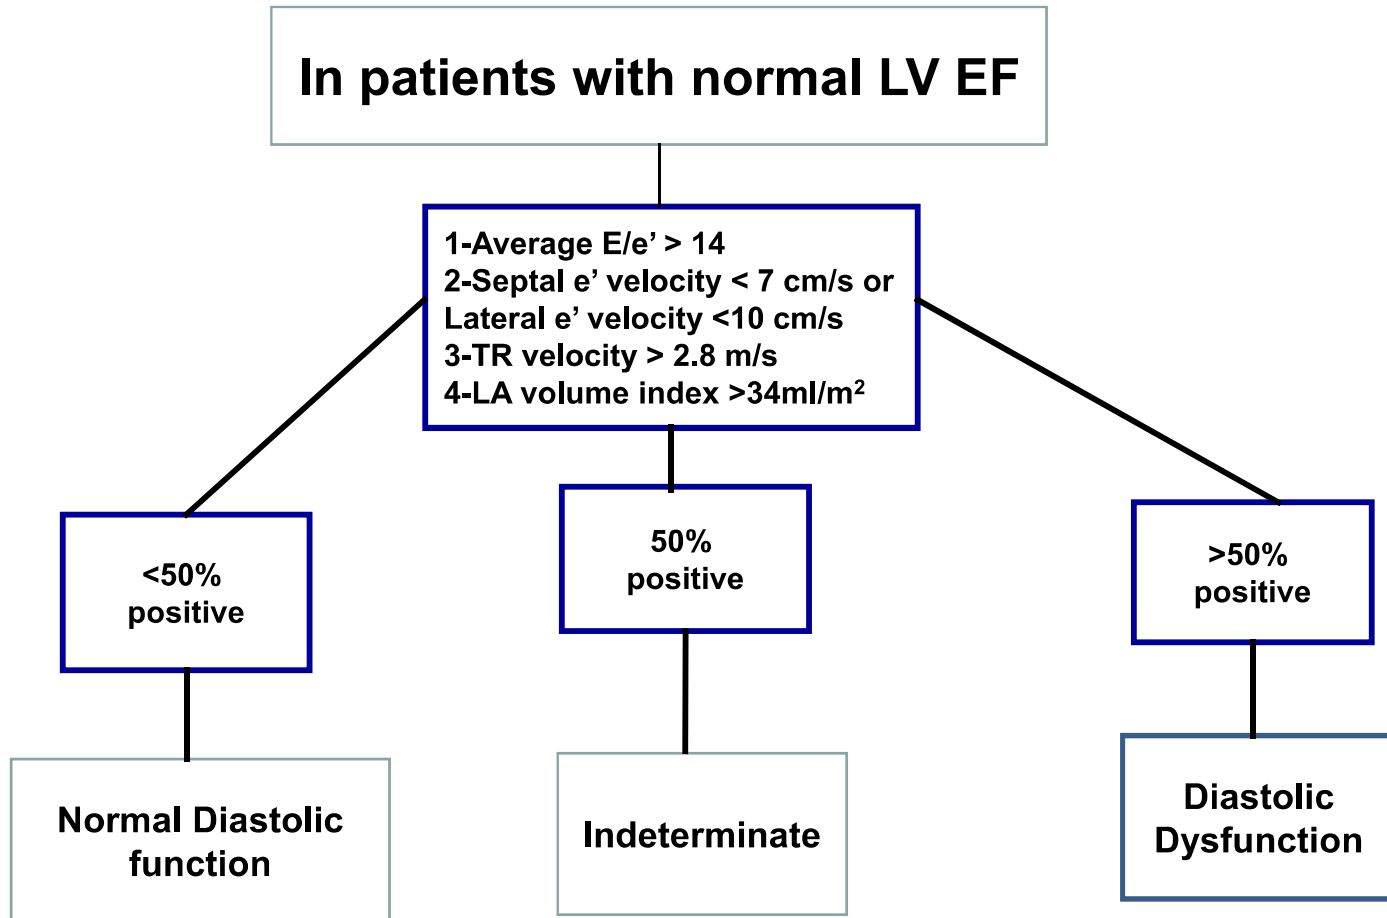 In patients with normal LV EF
1-Average E/e’ > 14
2-Septal e’ velocity < 7 cm/s or
Lateral e’ velocity <10 cm/s
3-TR velocity > 2.8 m/s
4-LA volume index >34ml/m²
<50%
positive
50%
positive
>50%
positive
Normal Diastolic
function
Indeterminate
Diastolic
Dysfunction